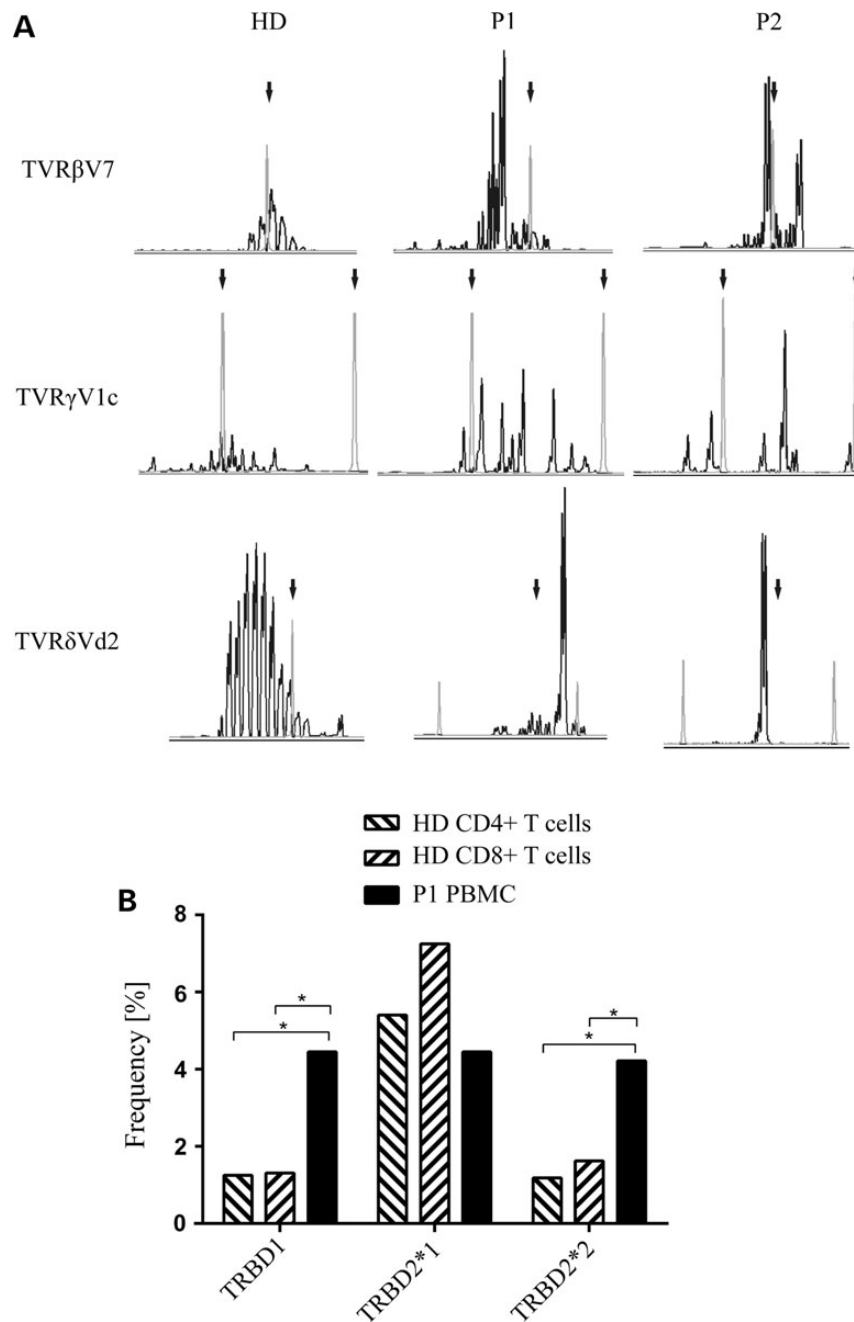 A
HD P1 P2
TVRβV7
TVRγV1c
TVRδVd2
HD CD4+ T cells
HD CD8+ T cells
P1 PBMC
B
Frequency [%]
8
6
4
2
0
* *
* *
TRBD1 TRBD2*1 TRBD2*2